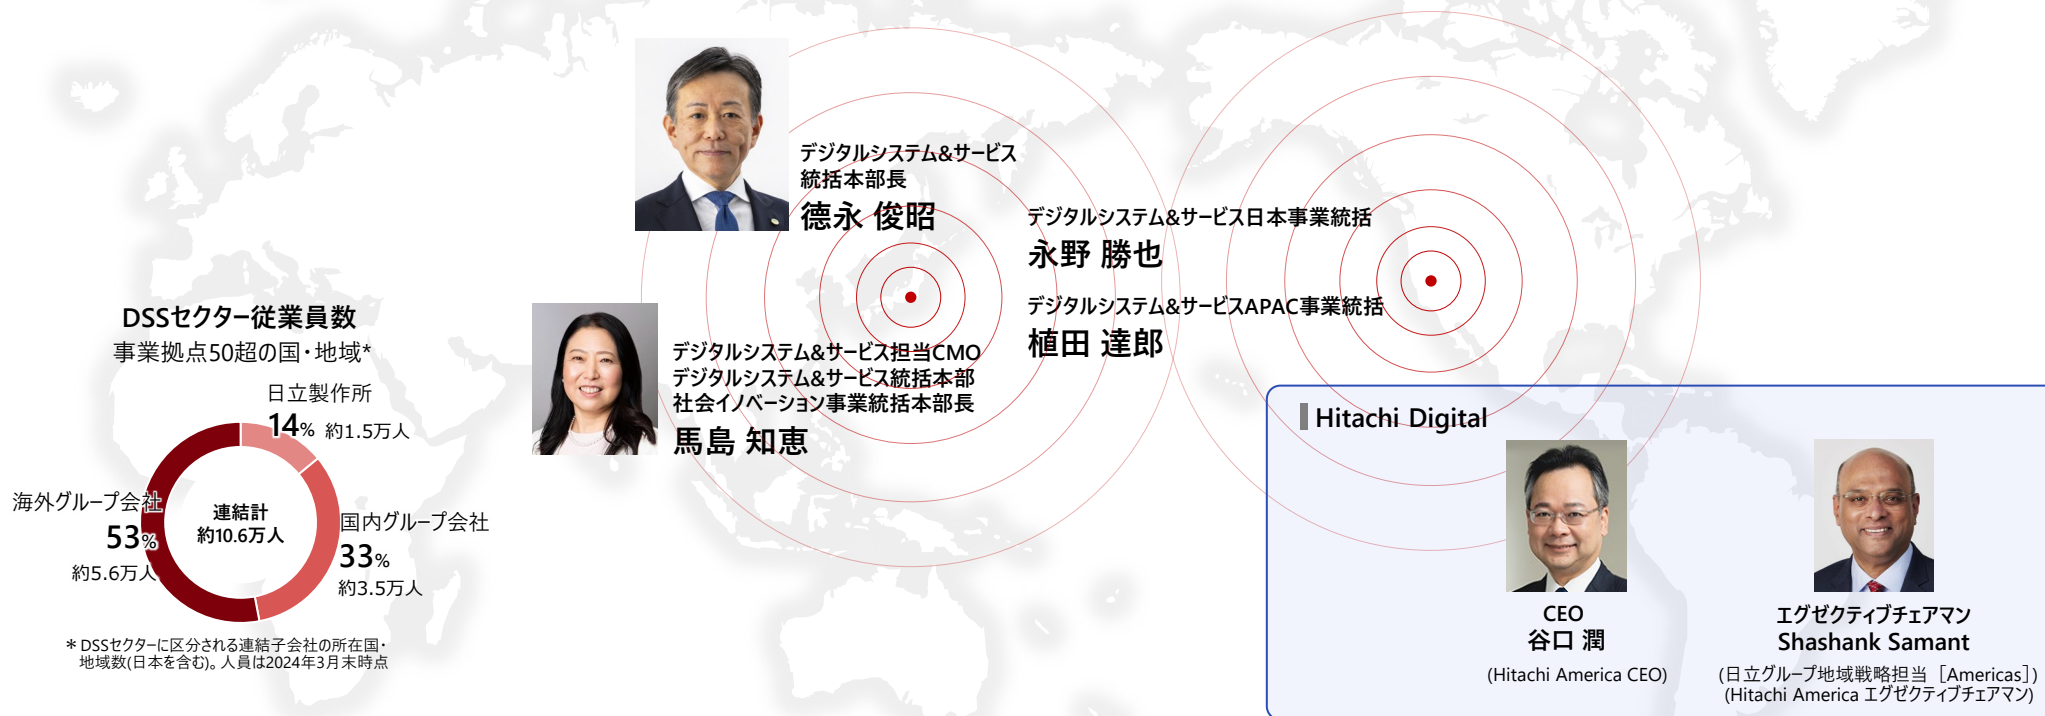 デジタルシステム&サービス
統括本部長
德永 俊昭
デジタルシステム&サービス日本事業統括
永野 勝也
デジタルシステム&サービスAPAC事業統括
植田 達郎
デジタルシステム&サービス担当CMO
デジタルシステム&サービス統括本部
社会イノベーション事業統括本部長
馬島 知恵
DSSセクター従業員数
事業拠点50超の国・地域*
日立製作所
14% 約1.5万人
海外グループ会社
53%
約5.6万人
連結計
約10.6万人
国内グループ会社
33%
約3.5万人
＊DSSセクターに区分される連結子会社の所在国・
地域数(日本を含む)。人員は2024年3月末時点
Hitachi Digital
CEO
谷口 潤
(Hitachi America CEO)
エグゼクティブチェアマン
Shashank Samant
(日立グループ地域戦略担当［Americas］)
(Hitachi America エグゼクティブチェアマン)